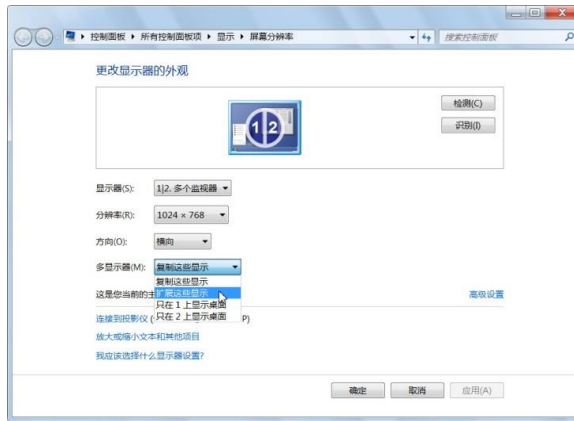 控制面板 ▸ 所有控制面板项 ▸ 显示 ▸ 屏幕分辨率
搜索控制面板
更改显示器的外观
检测(C)
1|2
识别(I)
显示器(S): 1|2. 多个监视器
分辨率(R): 1024 × 768
方向(O): 横向
多显示器(M): 复制这些显示
复制这些显示
这是您当前的主 扩展这些显示 高级设置
只在 1 上显示桌面
连接到投影仪 ( 只在 2 上显示桌面 P)
放大或缩小文本和其他项目
我应该选择什么显示器设置?
确定 取消 应用(A)